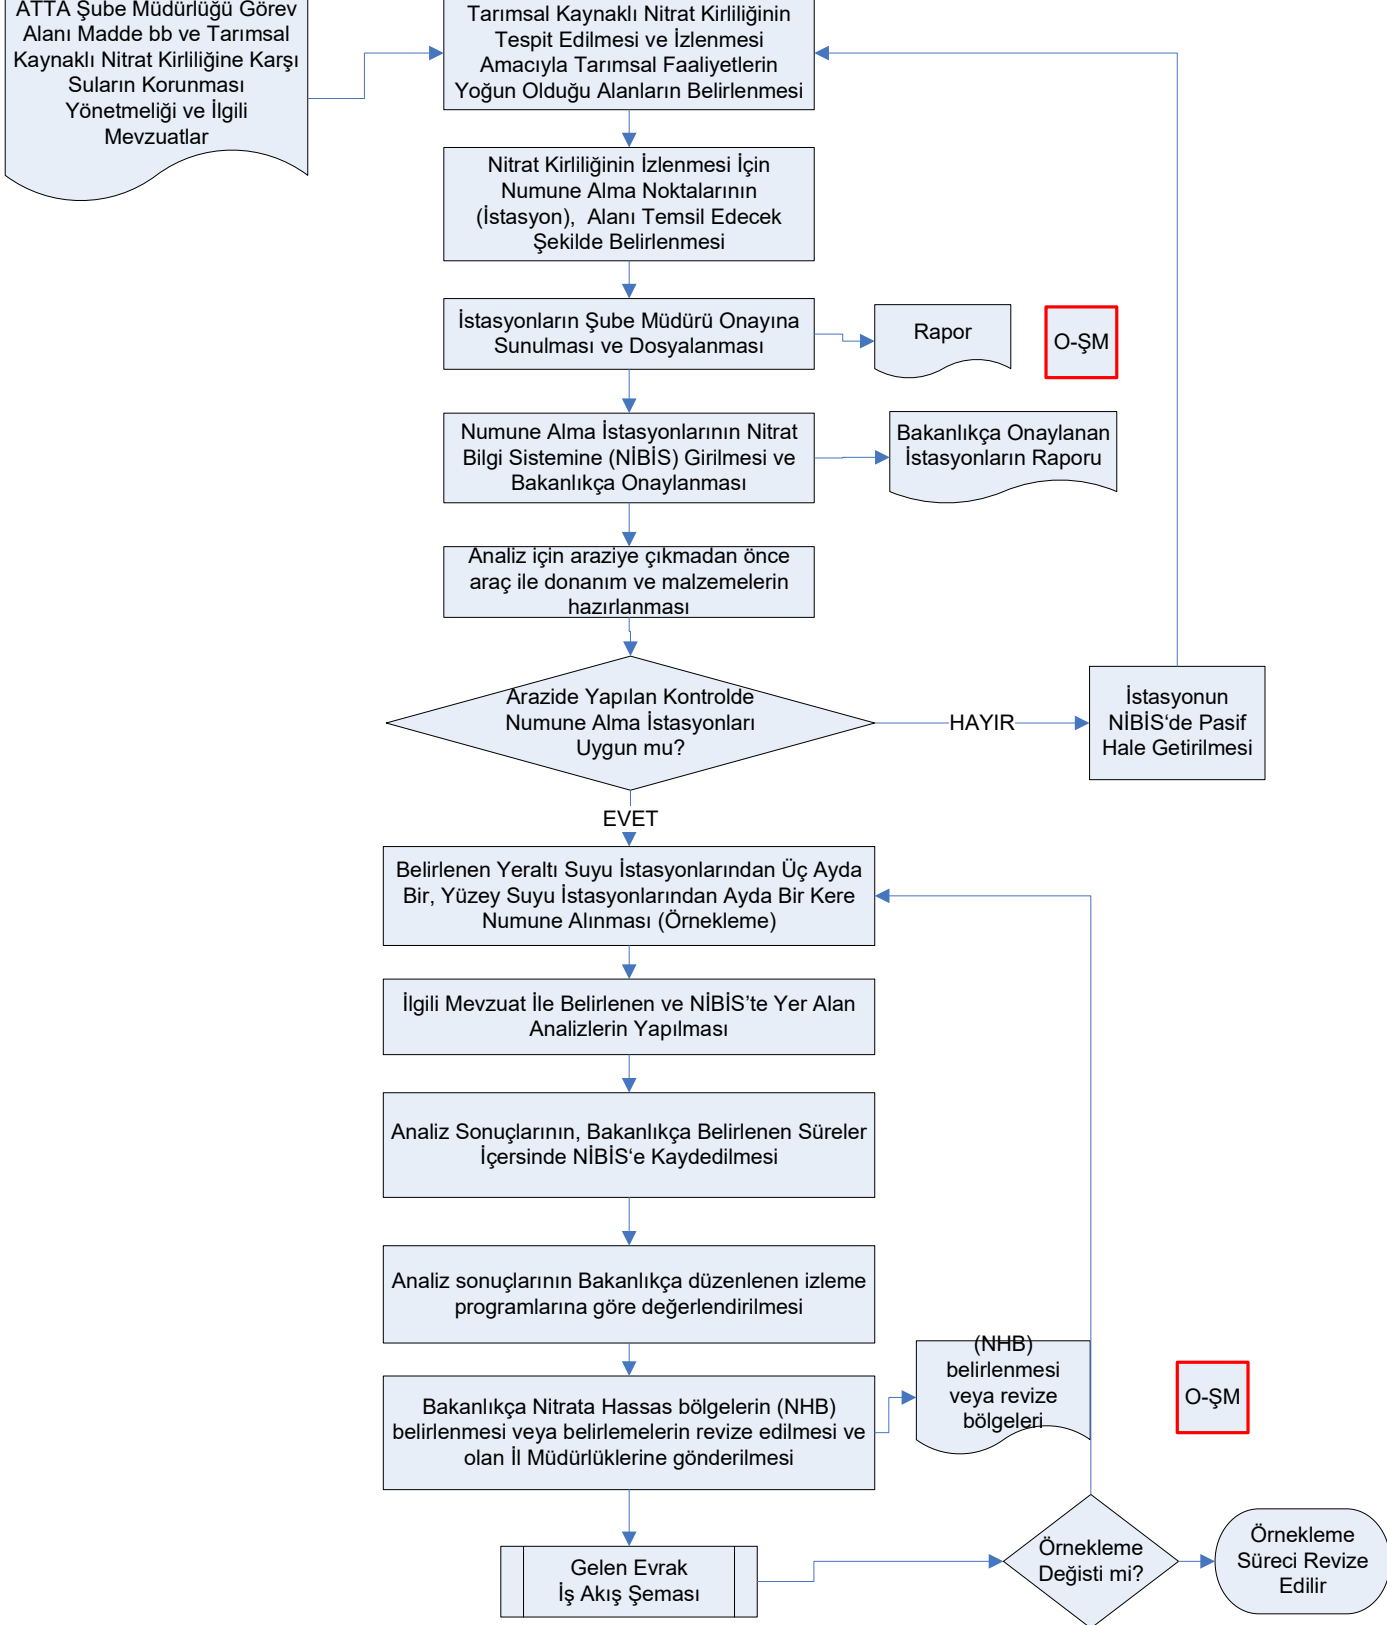 ATTA Şube Müdürlüğü Görev
Alanı Madde bb ve Tarımsal
Kaynaklı Nitrat Kirliliğine Karşı
Suların Korunması
Yönetmeliği ve İlgili
Mevzuatlar
Tarımsal Kaynaklı Nitrat Kirliliğinin
Tespit Edilmesi ve İzlenmesi
Amacıyla Tarımsal Faaliyetlerin
Yoğun Olduğu Alanların Belirlenmesi
Nitrat Kirliliğinin İzlenmesi İçin
Numune Alma Noktalarının
(İstasyon), Alanı Temsil Edecek
Şekilde Belirlenmesi
İstasyonların Şube Müdürü Onayına
Sunulması ve Dosyalanması
Rapor
O-ŞM
Numune Alma İstasyonlarının Nitrat
Bilgi Sistemine (NİBİS) Girilmesi ve
Bakanlıkça Onaylanması
Bakanlıkça Onaylanan
İstasyonların Raporu
Analiz için araziye çıkmadan önce
araç ile donanım ve malzemelerin
hazırlanması
Arazide Yapılan Kontrolde
Numune Alma İstasyonları
Uygun mu?
HAYIR
İstasyonun
NİBİS‘de Pasif
Hale Getirilmesi
EVET
Belirlenen Yeraltı Suyu İstasyonlarından Üç Ayda
Bir, Yüzey Suyu İstasyonlarından Ayda Bir Kere
Numune Alınması (Örnekleme)
İlgili Mevzuat İle Belirlenen ve NİBİS’te Yer Alan
Analizlerin Yapılması
Analiz Sonuçlarının, Bakanlıkça Belirlenen Süreler
İçersinde NİBİS‘e Kaydedilmesi
Analiz sonuçlarının Bakanlıkça düzenlenen izleme
programlarına göre değerlendirilmesi
Bakanlıkça Nitrata Hassas bölgelerin (NHB)
belirlenmesi veya belirlemelerin revize edilmesi ve
olan İl Müdürlüklerine gönderilmesi
(NHB)
belirlenmesi
veya revize
bölgeleri
O-ŞM
Gelen Evrak
İş Akış Şeması
Örnekleme
Değisti mi?
Örnekleme
Süreci Revize
Edilir